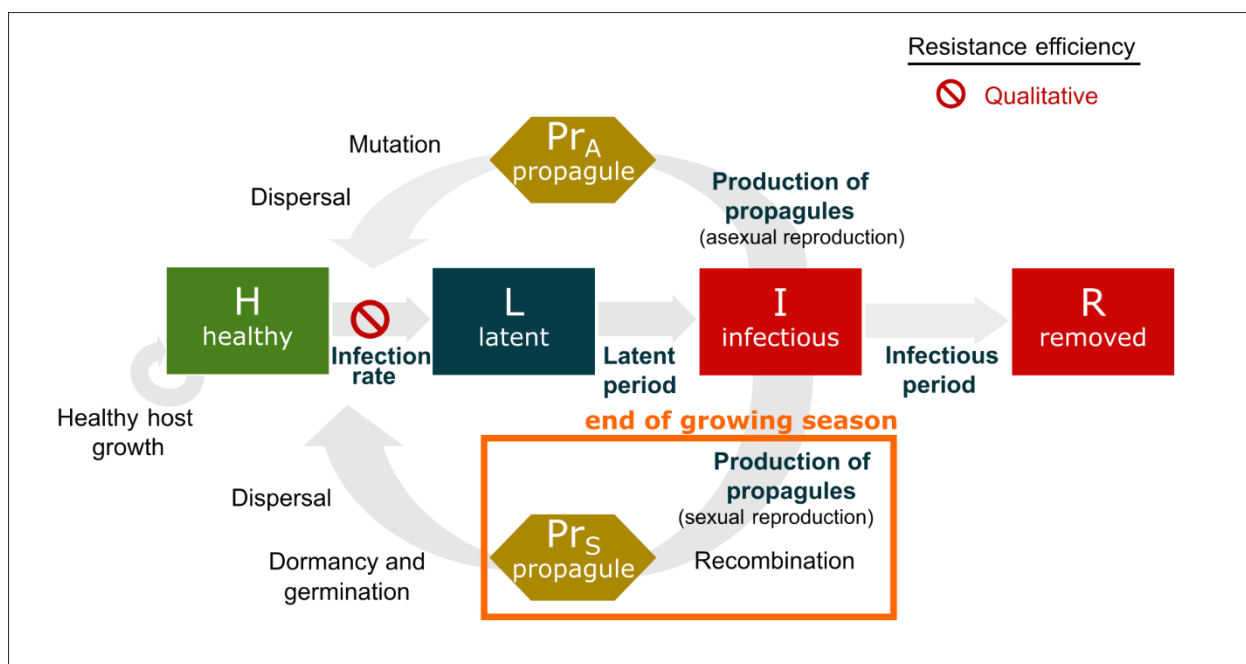 Resistance efficiency
Qualitative
Pr_A
propagule
Mutation
Dispersal
Production of
propagules
(asexual reproduction)
H
healthy
Infection
rate
L
latent
Latent
period
I
infectious
Infectious
period
R
removed
Healthy host
growth
end of growing season
Production of
propagules
(sexual reproduction)
Recombination
Pr_S
propagule
Dispersal
Dormancy and
germination